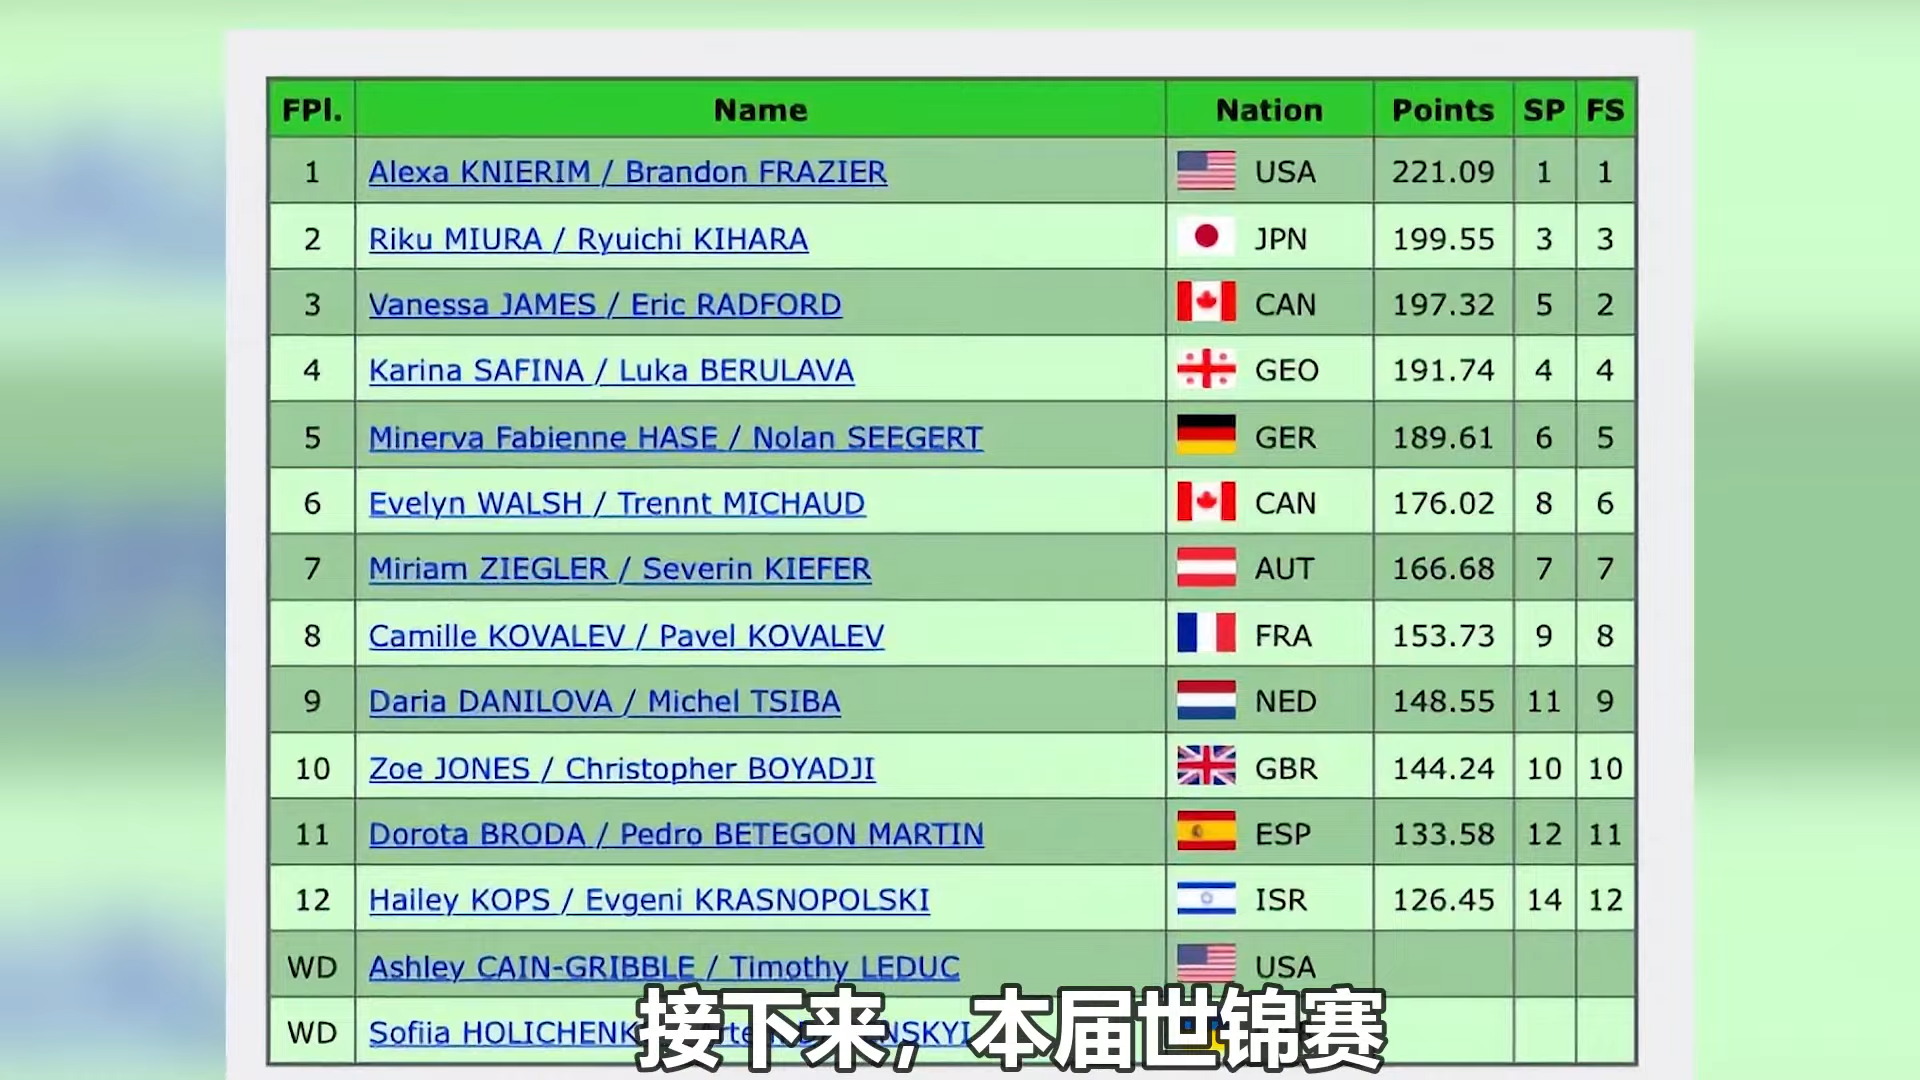 FPl. Name Nation Points SP FS
1 Alexa KNIERIM / Brandon FRAZIER USA 221.09 1 1
2 Riku MIURA / Ryuichi KIHARA JPN 199.55 3 3
3 Vanessa JAMES / Eric RADFORD CAN 197.32 5 2
4 Karina SAFINA / Luka BERULAVA GEO 191.74 4 4
5 Minerva Fabienne HASE / Nolan SEEGERT GER 189.61 6 5
6 Evelyn WALSH / Trennt MICHAUD CAN 176.02 8 6
7 Miriam ZIEGLER / Severin KIEFER AUT 166.68 7 7
8 Camille KOVALEV / Pavel KOVALEV FRA 153.73 9 8
9 Daria DANILOVA / Michel TSIBA NED 148.55 11 9
10 Zoe JONES / Christopher BOYADJI GBR 144.24 10 10
11 Dorota BRODA / Pedro BETEGON MARTIN ESP 133.58 12 11
12 Hailey KOPS / Evgeni KRASNOPOLSKI ISR 126.45 14 12
WD Ashley CAIN-GRIBBLE / Timothy LEDUC USA
WD Sofiia
接下来，本届世锦赛